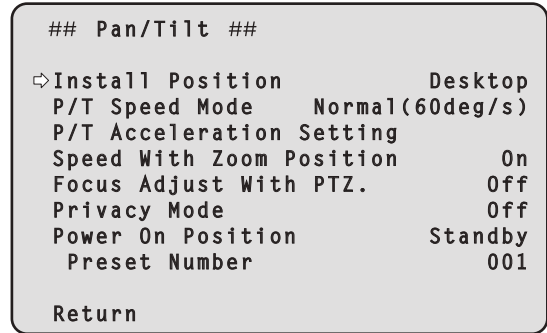 ## Pan/Tilt ##
⇨Install Position Desktop
P/T Speed Mode Normal(60deg/s)
P/T Acceleration Setting
Speed With Zoom Position On
Focus Adjust With PTZ. Off
Privacy Mode Off
Power On Position Standby
Preset Number 001
Return